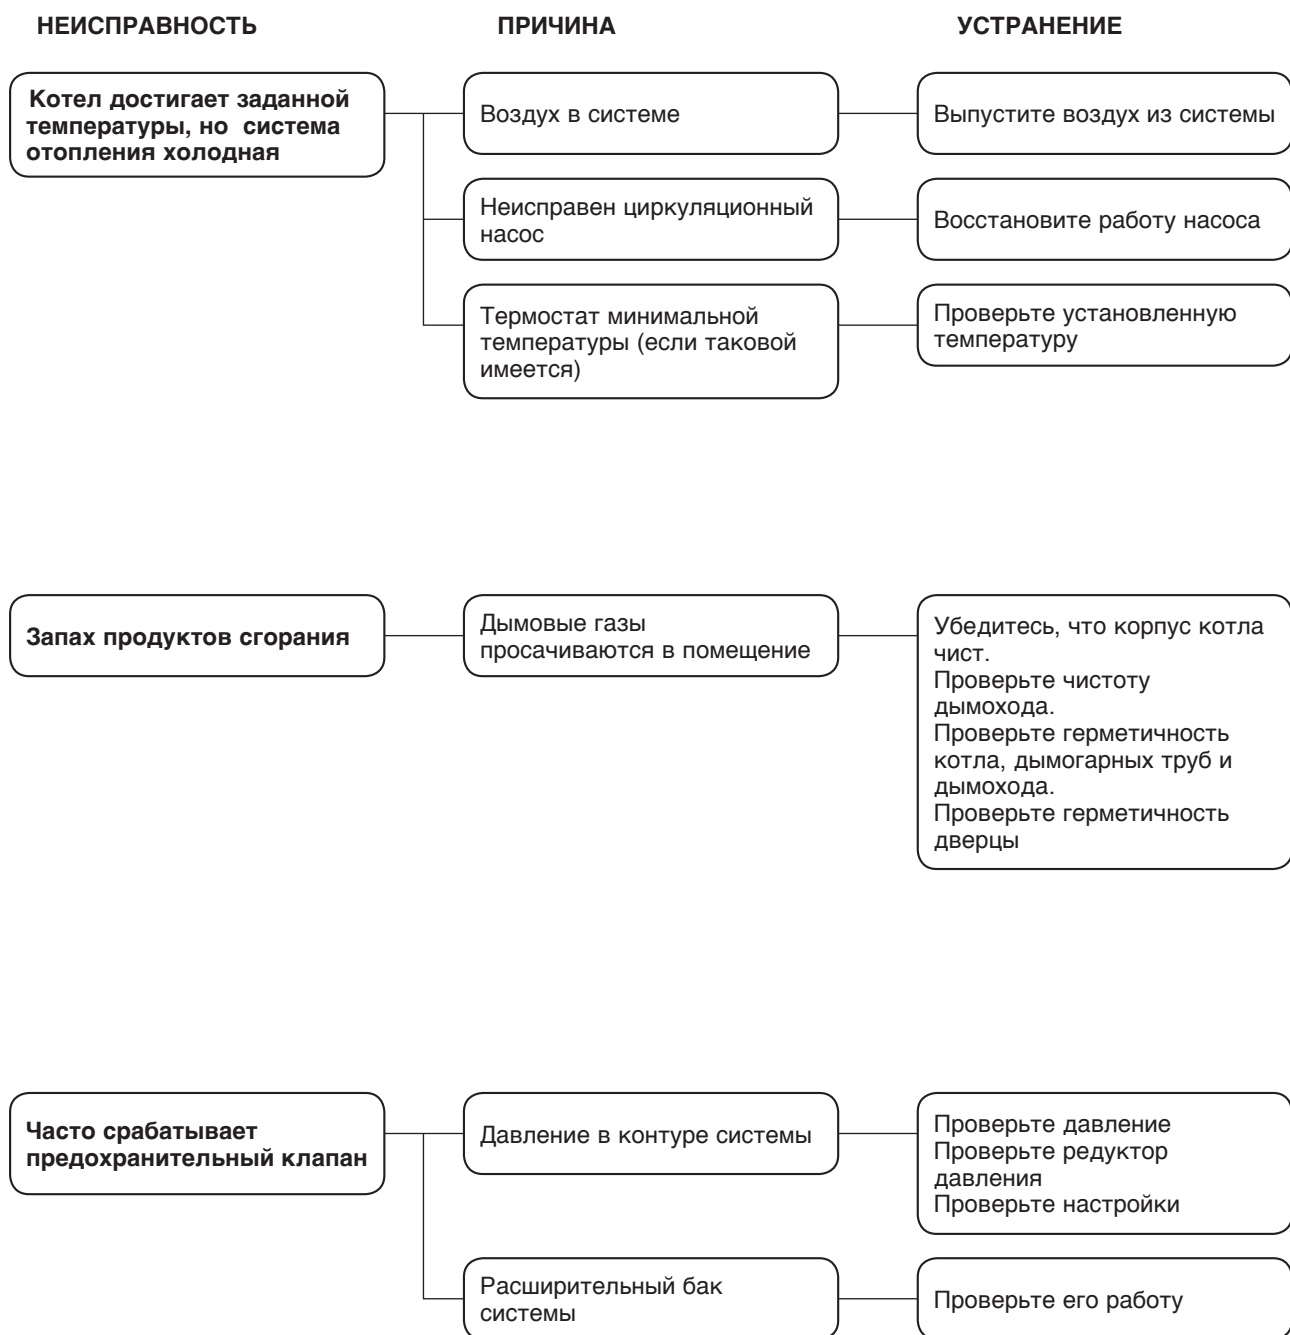 НЕИСПРАВНОСТЬ
ПРИЧИНА
УСТРАНЕНИЕ
Котел достигает заданной
температуры, но система
отопления холодная
Воздух в системе
Выпустите воздух из системы
Неисправен циркуляционный
насос
Восстановите работу насоса
Термостат минимальной
температуры (если таковой
имеется)
Проверьте установленную
температуру
Запах продуктов сгорания
Дымовые газы
просачиваются в помещение
Убедитесь, что корпус котла
чист.
Проверьте чистоту
дымохода.
Проверьте герметичность
котла, дымогарных труб и
дымохода.
Проверьте герметичность
дверцы
Часто срабатывает
предохранительный клапан
Давление в контуре системы
Проверьте давление
Проверьте редуктор
давления
Проверьте настройки
Расширительный бак
системы
Проверьте его работу